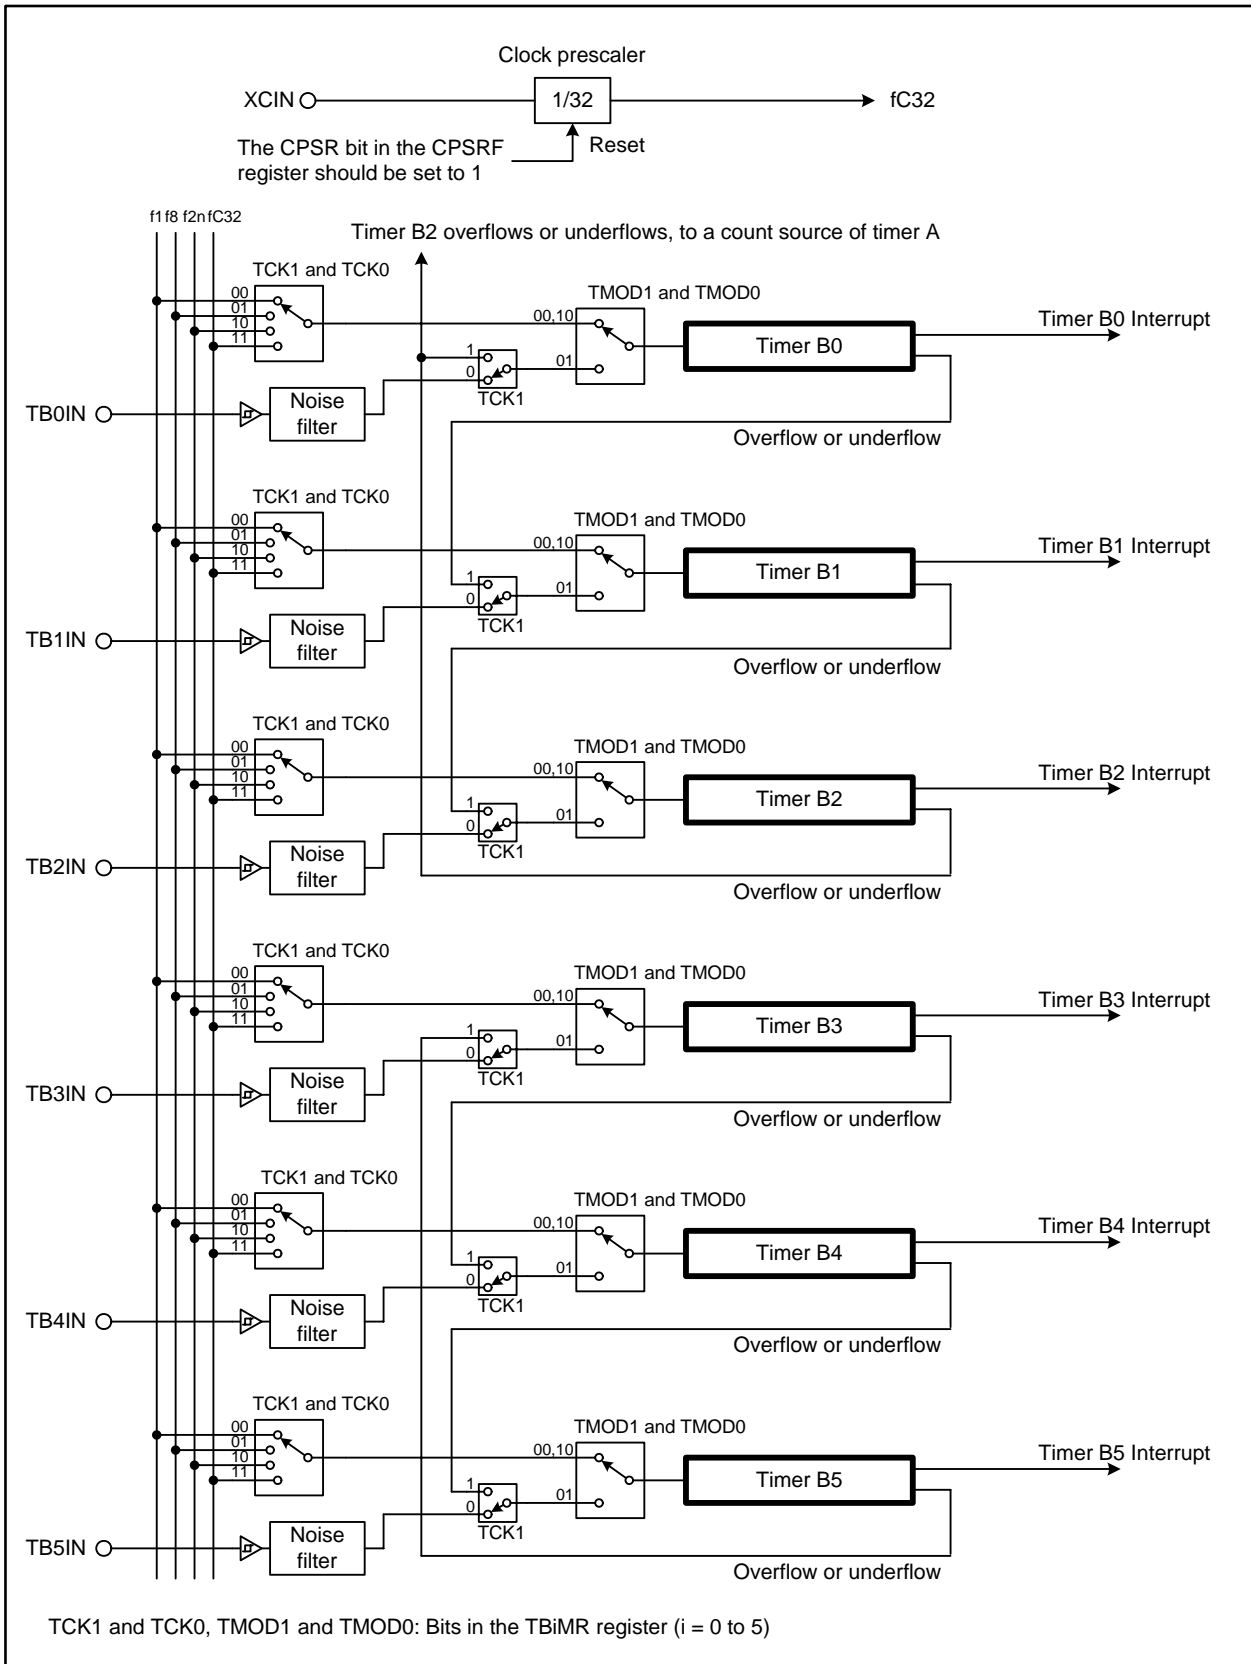 Clock prescaler
XCIN
1/32
fC32
The CPSR bit in the CPSRF
register should be set to 1
Reset
f1 f8 f2n fC32
Timer B2 overflows or underflows, to a count source of timer A
TCK1 and TCK0
00
01
10
11
TMOD1 and TMOD0
00,10
01
1
0
TCK1
Timer B0
Timer B0 Interrupt
TB0IN
Noise
filter
Overflow or underflow
TCK1 and TCK0
00
01
10
11
TMOD1 and TMOD0
00,10
01
1
0
TCK1
Timer B1
Timer B1 Interrupt
TB1IN
Noise
filter
Overflow or underflow
TCK1 and TCK0
00
01
10
11
TMOD1 and TMOD0
00,10
01
1
0
TCK1
Timer B2
Timer B2 Interrupt
TB2IN
Noise
filter
Overflow or underflow
TCK1 and TCK0
00
01
10
11
TMOD1 and TMOD0
00,10
01
1
0
TCK1
Timer B3
Timer B3 Interrupt
TB3IN
Noise
filter
Overflow or underflow
TCK1 and TCK0
00
01
10
11
TMOD1 and TMOD0
00,10
01
1
0
TCK1
Timer B4
Timer B4 Interrupt
TB4IN
Noise
filter
Overflow or underflow
TCK1 and TCK0
00
01
10
11
TMOD1 and TMOD0
00,10
01
1
0
TCK1
Timer B5
Timer B5 Interrupt
TB5IN
Noise
filter
Overflow or underflow
TCK1 and TCK0, TMOD1 and TMOD0: Bits in the TBiMR register (i = 0 to 5)